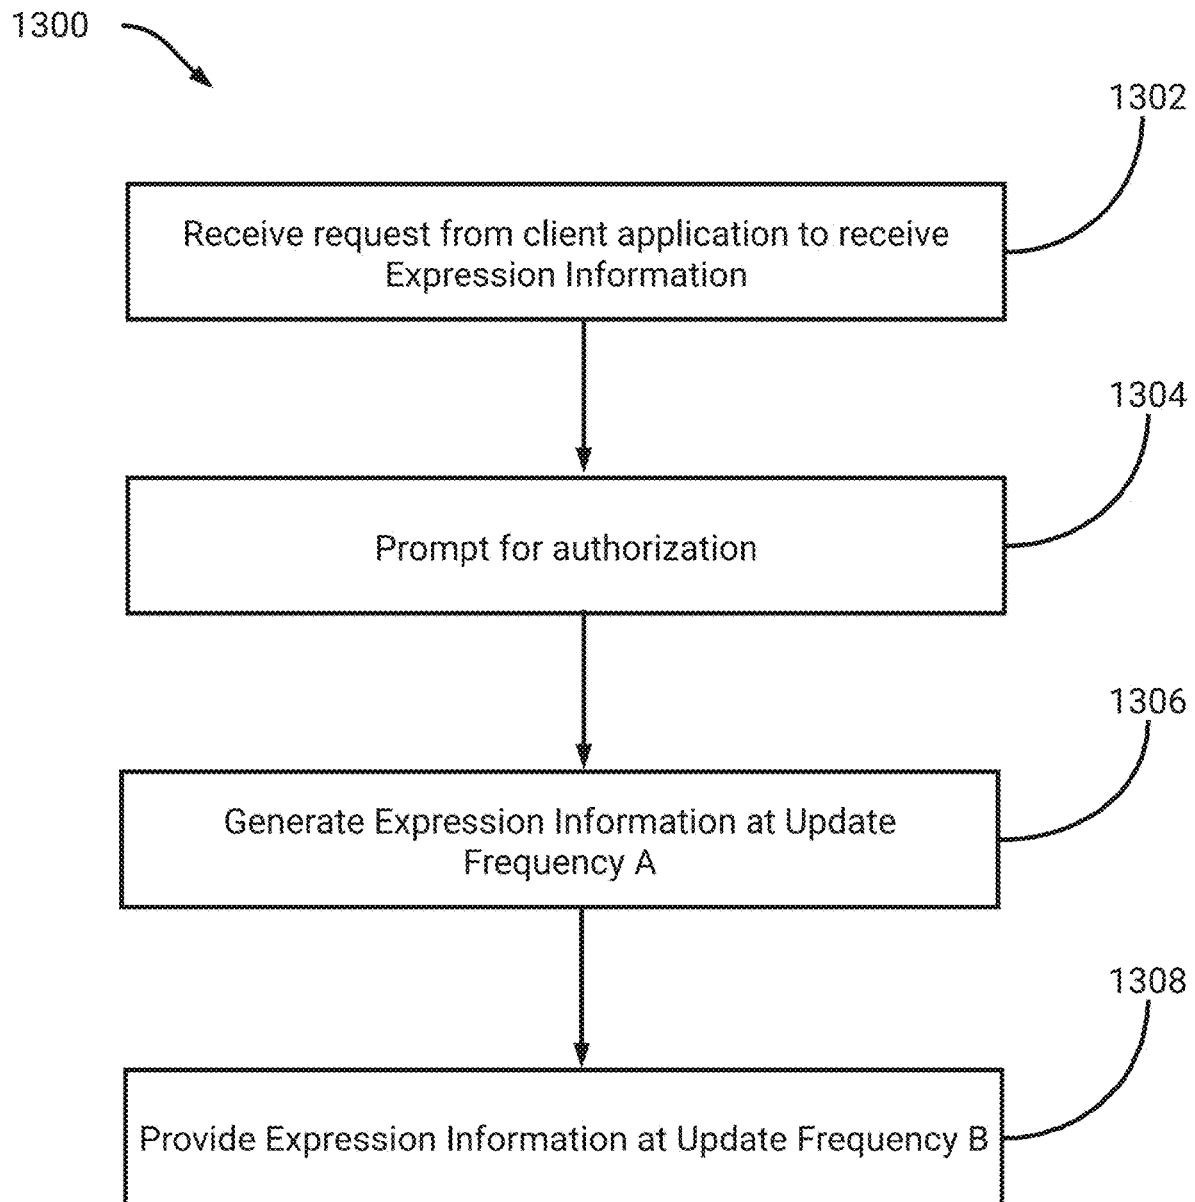 1300
1302
Receive request from client application to receive
Expression Information
1304
Prompt for authorization
1306
Generate Expression Information at Update
Frequency A
1308
Provide Expression Information at Update Frequency B